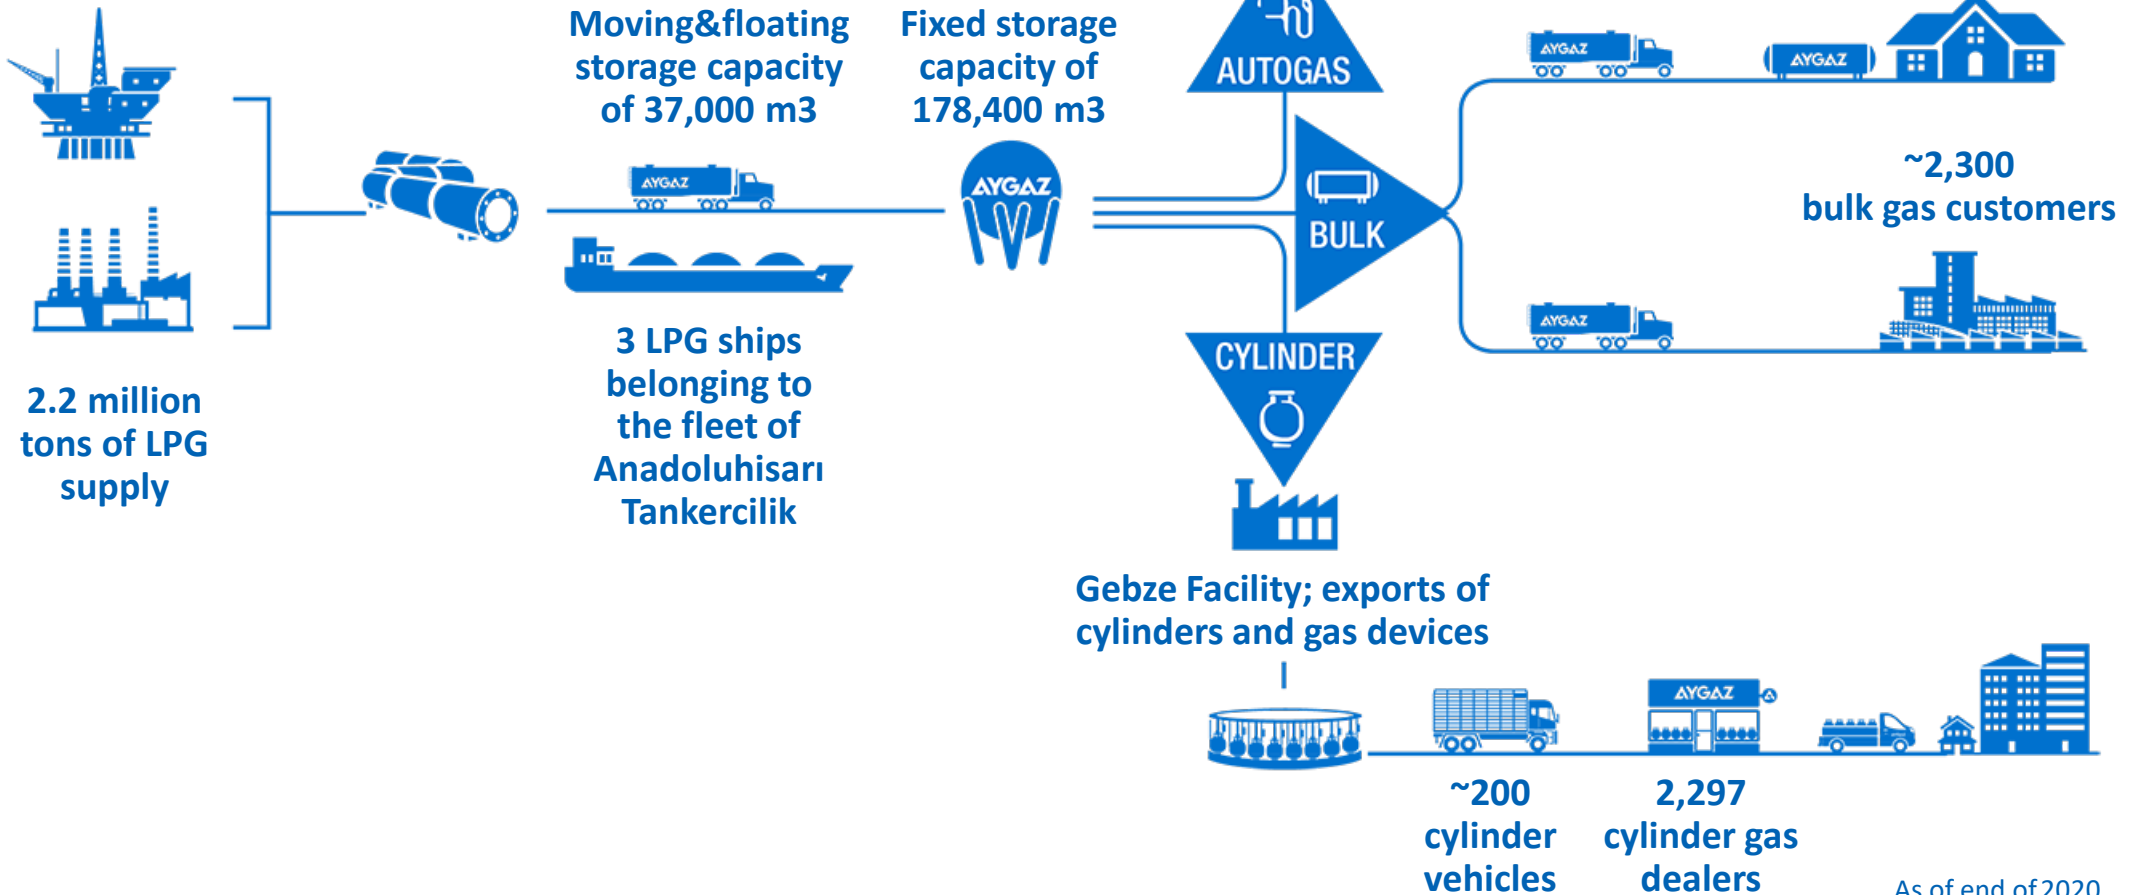 Moving&floating
storage capacity
of 37,000 m3
Fixed storage
capacity of
178,400 m3
AUTOGAS
AYGAZ
AYGAZ
~2,300
bulk gas customers
AYGAZ
AYGAZ
BULK
AYGAZ
2.2 million
tons of LPG
supply
3 LPG ships
belonging to
the fleet of
Anadoluhisarı
Tankercilik
CYLINDER
Gebze Facility; exports of
cylinders and gas devices
AYGAZ
~200
cylinder
vehicles
2,297
cylinder gas
dealers
As of end of 2020